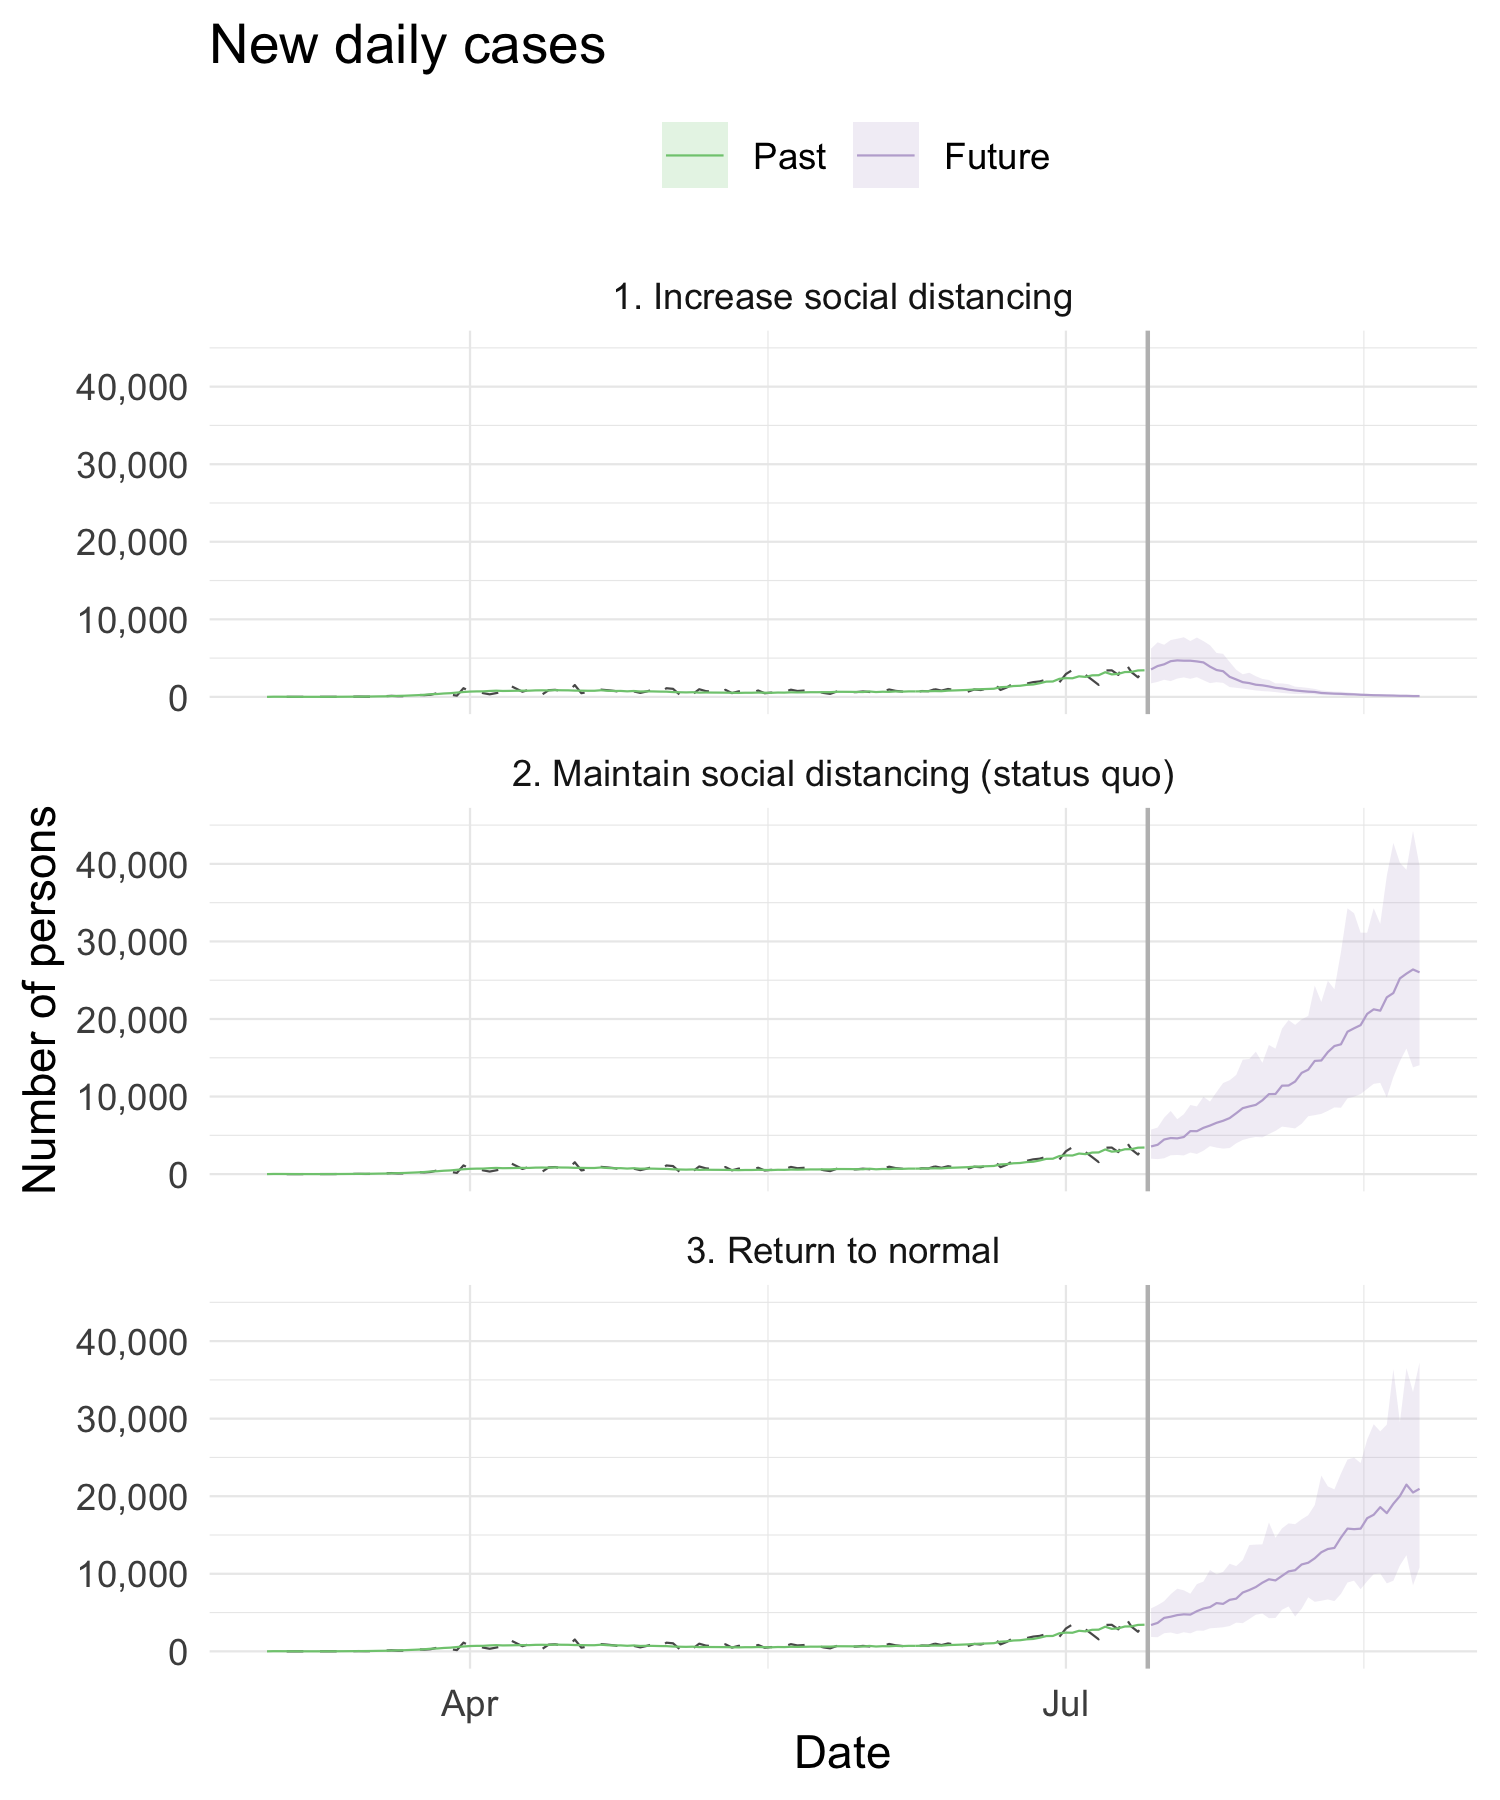 New daily cases
Past
Future
1. Increase social distancing
40,000
30,000
20,000
10,000
0
2. Maintain social distancing (status quo)
40,000
30,000
20,000
10,000
0
Number of persons
3. Return to normal
40,000
30,000
20,000
10,000
0
Apr
Jul
Date